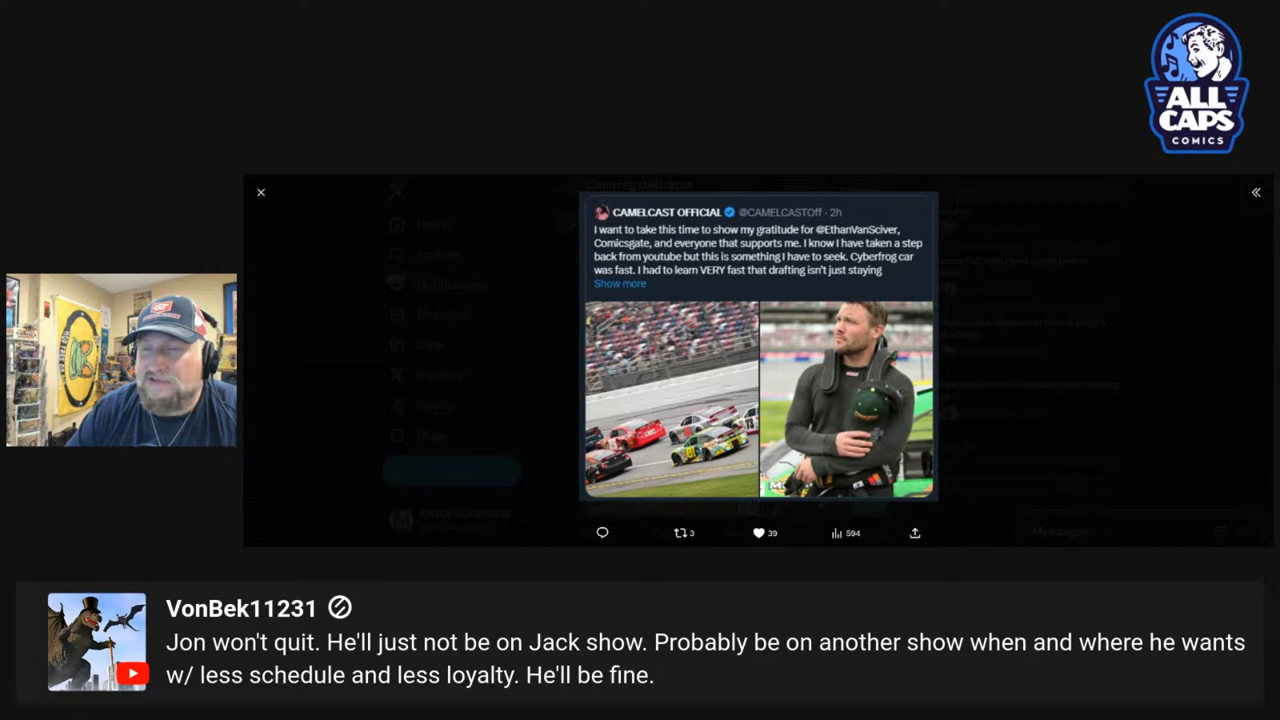 ALL
CAPS
COMICS
CAMELCAST OFFICIAL @CAMELCASTOff · 2h
I want to take this time to show my gratitude for @EthanVanSciver,
Comicsgate, and everyone that supports me. I know I have taken a step
back from youtube but this is something I have to seek. Cyberfrog car
was fast. I had to learn VERY fast that drafting isn't just staying
Show more
3
39
594
VonBek11231
Jon won't quit. He'll just not be on Jack show. Probably be on another show when and where he wants
w/ less schedule and less loyalty. He'll be fine.